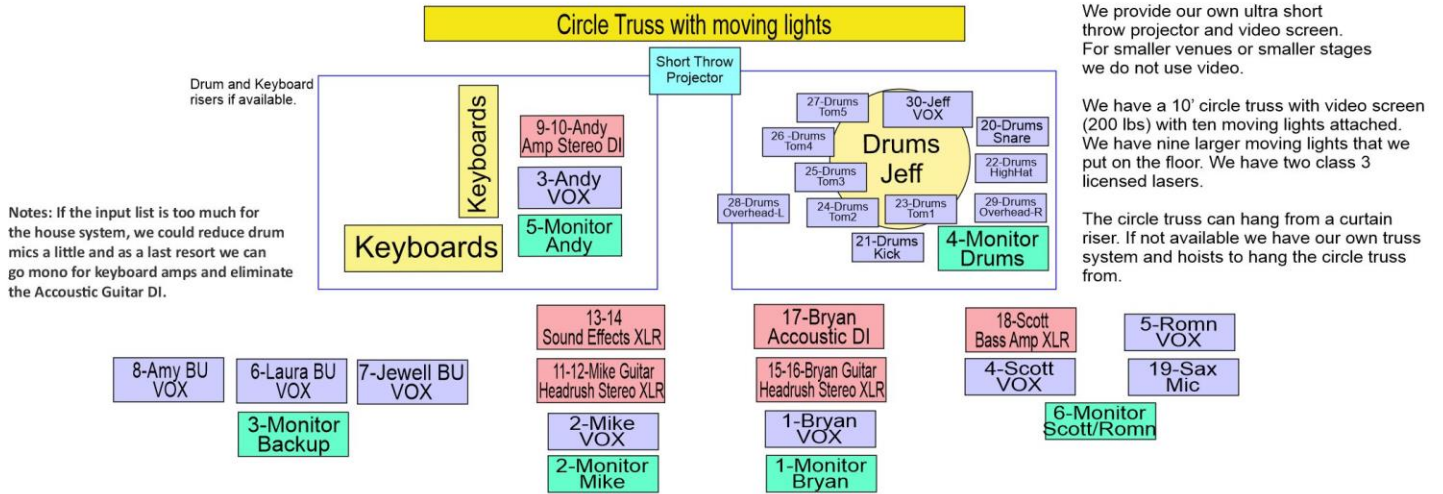 Circle Truss with moving lights
Short Throw
Projector
We provide our own ultra short
throw projector and video screen.
For smaller venues or smaller stages
we do not use video.
We have a 10' circle truss with video screen
(200 lbs) with ten moving lights attached.
We have nine larger moving lights that we
put on the floor. We have two class 3
licensed lasers.
The circle truss can hang from a curtain
riser. If not available we have our own truss
system and hoists to hang the circle truss
from.
Drum and Keyboard
risers if available.
Notes: If the input list is too much for
the house system, we could reduce drum
mics a little and as a last resort we can
go mono for keyboard amps and eliminate
the Accoustic Guitar DI.
Keyboards
Keyboards
9-10-Andy
Amp Stereo DI
3-Andy
VOX
5-Monitor
Andy
27-Drums
Tom5
30-Jeff
VOX
26 -Drums
Tom4
Drums
Jeff
20-Drums
Snare
25-Drums
Tom3
22-Drums
HighHat
28-Drums
Overhead-L
24-Drums
Tom2
23-Drums
Tom1
29-Drums
Overhead-R
21-Drums
Kick
4-Monitor
Drums
13-14
Sound Effects XLR
17-Bryan
Accoustic DI
18-Scott
Bass Amp XLR
5-Romn
VOX
8-Amy BU
VOX
6-Laura BU
VOX
7-Jewell BU
VOX
11-12-Mike Guitar
Headrush Stereo XLR
15-16-Bryan Guitar
Headrush Stereo XLR
4-Scott
VOX
19-Sax
Mic
3-Monitor
Backup
2-Mike
VOX
1-Bryan
VOX
6-Monitor
Scott/Romn
2-Monitor
Mike
1-Monitor
Bryan